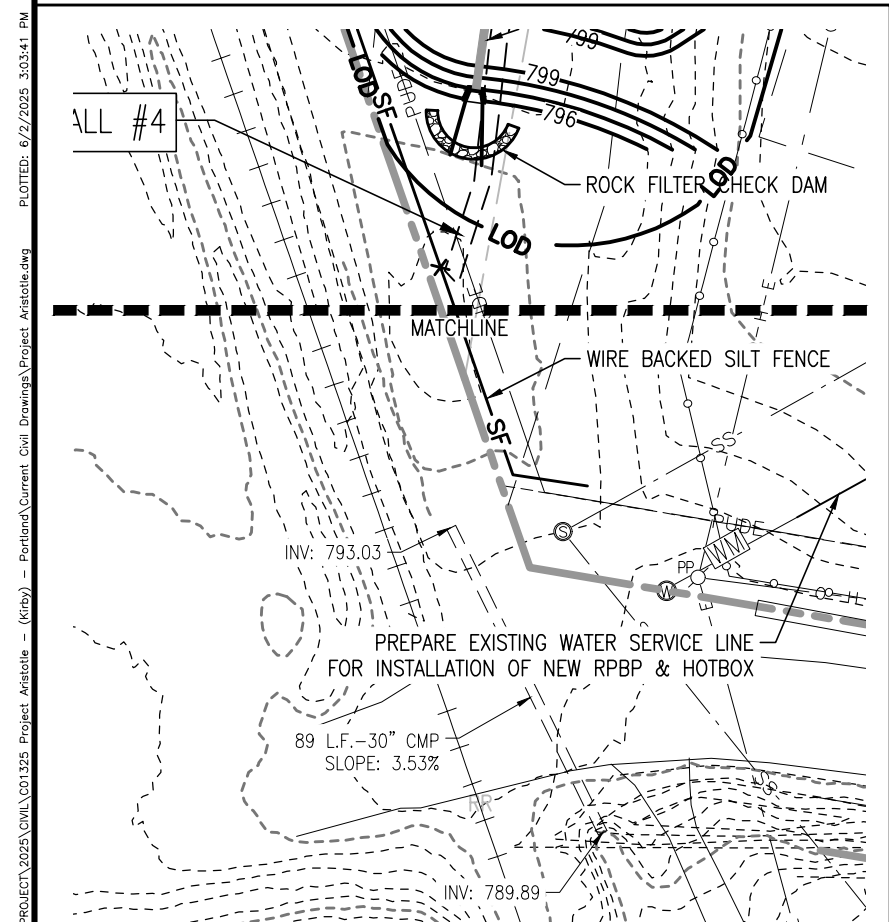 PLOTTED: 6/2/2025 3:03:41 PM
PROJECT\2025\CIVIL\C01325 Project Aristotle - (Kirby) - Portland\Current Civil Drawings\Project Aristotle.dwg
799
LOD
SF
PUDE
799
796
ALL #4
ROCK FILTER CHECK DAM
LOD
LOD
MATCHLINE
WIRE BACKED SILT FENCE
SF
SS
INV: 793.03
S
PUDE
WM
PP
W
E
OH
PREPARE EXISTING WATER SERVICE LINE
FOR INSTALLATION OF NEW RPBP & HOTBOX
89 L.F.-30" CMP
SLOPE: 3.53%
SS
RR
INV: 789.89